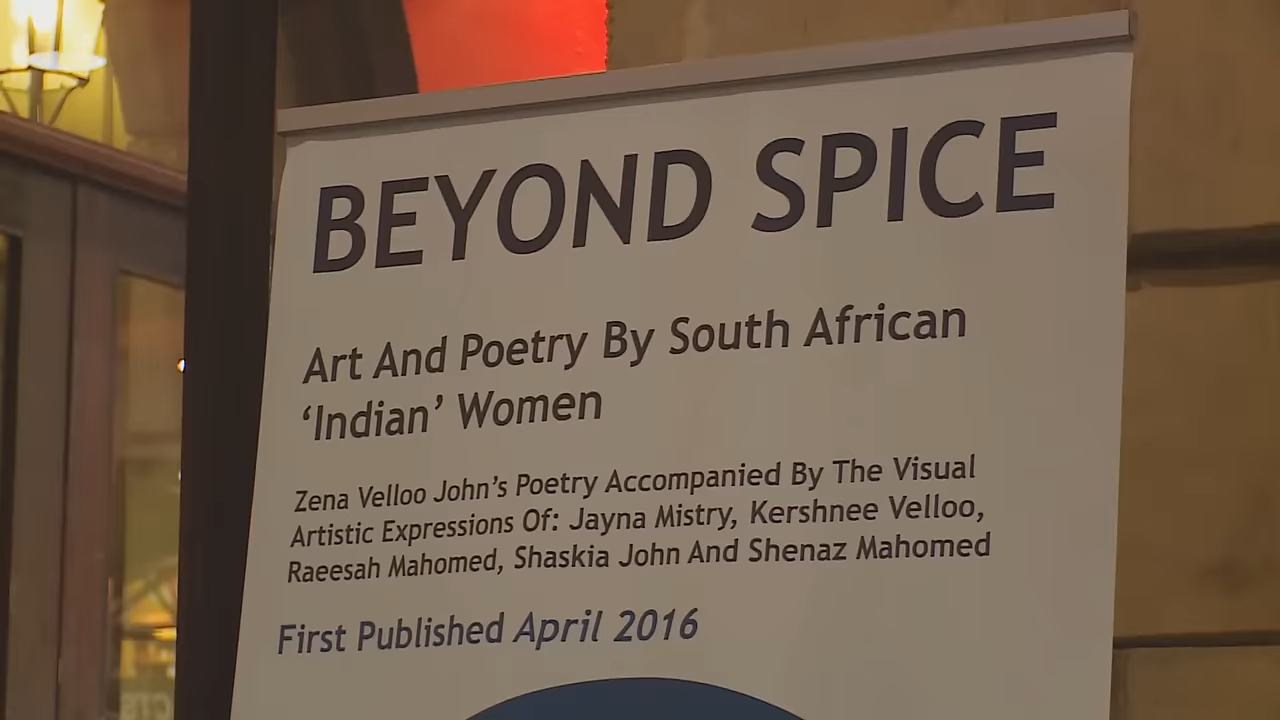 BEYOND SPICE
Art And Poetry By South African
‘Indian’ Women
Zena Velloo John’s Poetry Accompanied By The Visual
Artistic Expressions Of: Jayna Mistry, Kershnee Velloo,
Raeesah Mahomed, Shaskia John And Shenaz Mahomed
First Published April 2016